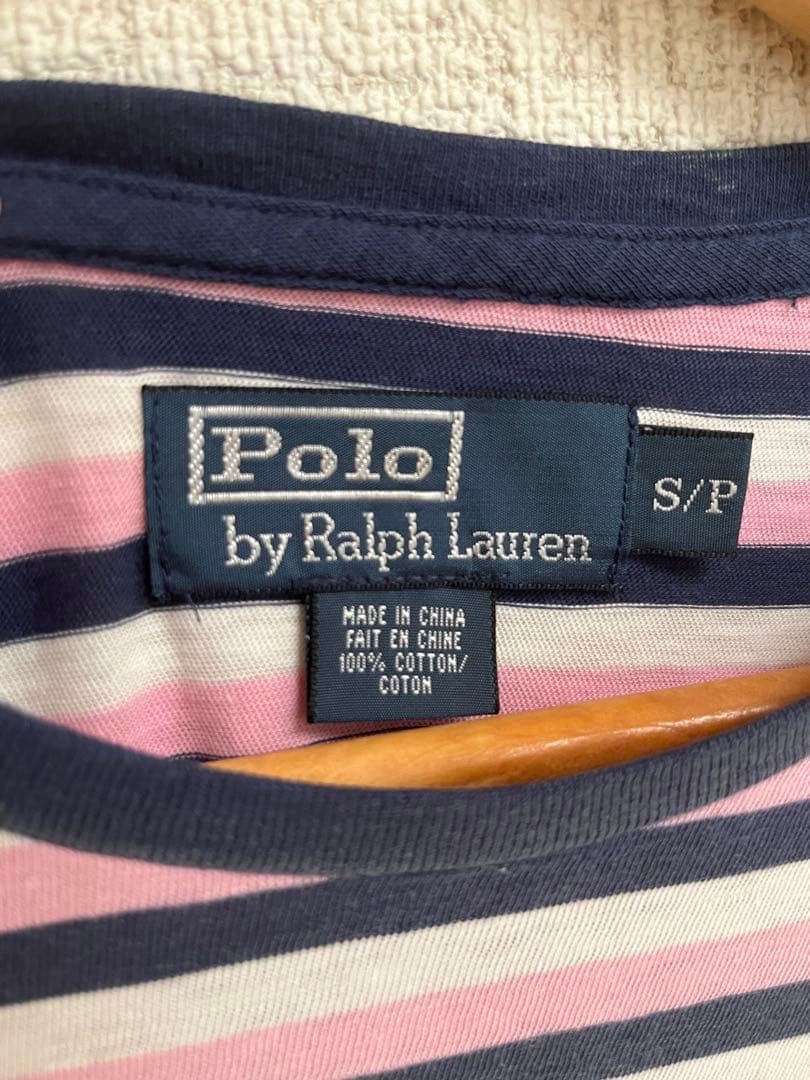 Polo
by Ralph Lauren
S/P
MADE IN CHINA
FAIT EN CHINE
100% COTTON/
COTON